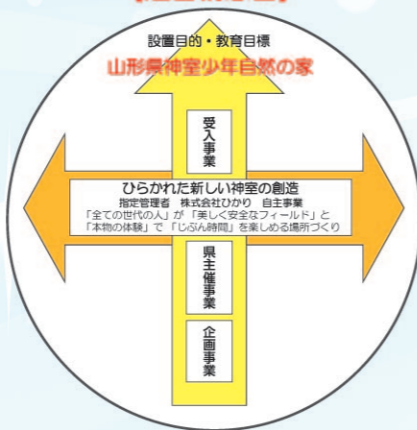 設置目的・教育目標
山形県神室少年自然の家
受入事業
ひらかれた新しい神室の創造
指定管理者 株式会社ひかり 自主事業
「全ての世代の人」が「美しく安全なフィールド」と
「本物の体験」で「じぶん時間」を楽しめる場所づくり
県主催事業
企画事業